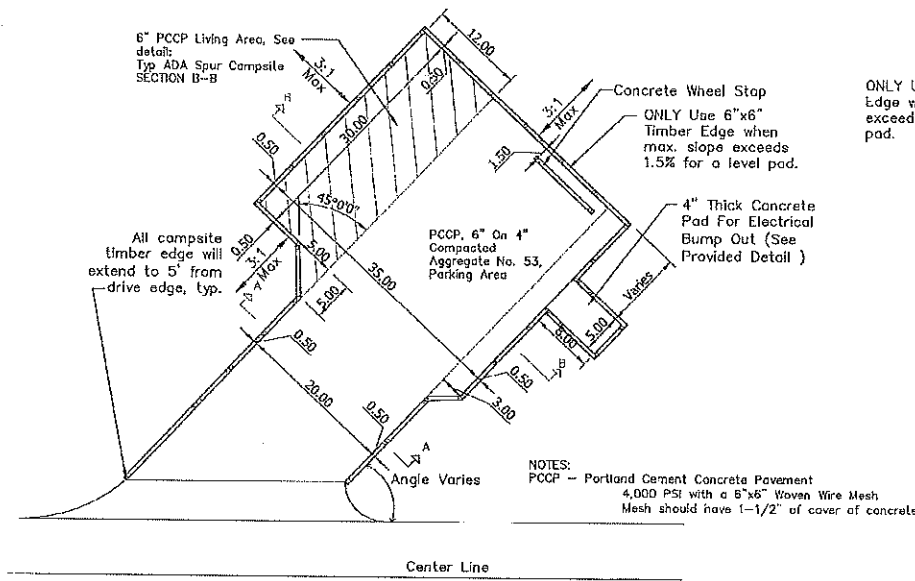 6" PCCP Living Area, See
detail:
Typ ADA Spur Campsite
SECTION B-B
3:1
Max
12.00
0.50
B
30.00
0.50
Concrete Wheel Stop
3:1
Max
ONLY Use 6"x6"
Timber Edge when
max. slope exceeds
1.5% for a level pad.
1.50
ONLY U
Edge w
exceed
pad.
45°0'0"
4" Thick Concrete
Pad For Electrical
Bump Out (See
Provided Detail )
PCCP, 6" On 4"
Compacted
Aggregate No. 53,
Parking Area
All campsite
timber edge will
extend to 5' from
drive edge, typ.
0.50
3:1
Max
5.00
35.00
A
5.00
Varies
5.00
6.00
0.50
B
0.50
3.00
20.00
0.50
A
Angle Varies
NOTES:
PCCP - Portland Cement Concrete Pavement
4,000 PSI with a 6"x6" Woven Wire Mesh
Mesh should have 1-1/2" of cover of concrete
Center Line